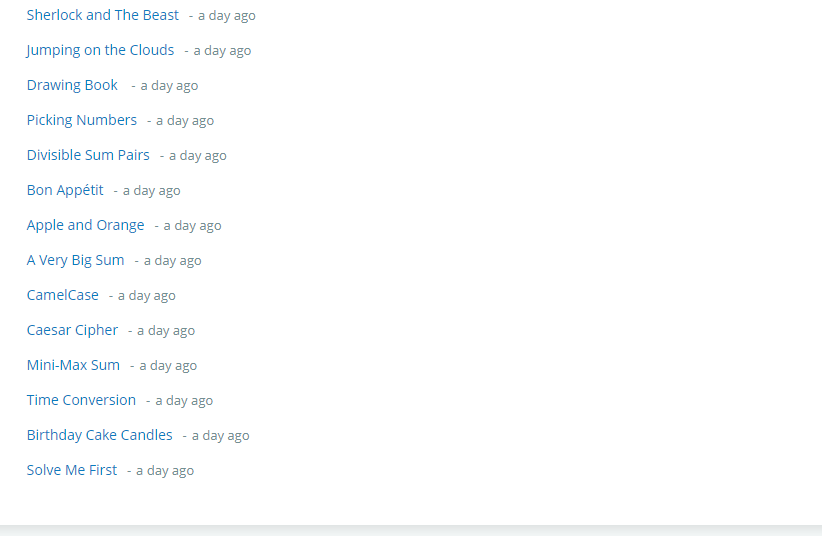 Sherlock and The Beast - a day ago
Jumping on the Clouds - a day ago
Drawing Book - a day ago
Picking Numbers - a day ago
Divisible Sum Pairs - a day ago
Bon Appétit - a day ago
Apple and Orange - a day ago
A Very Big Sum - a day ago
CamelCase - a day ago
Caesar Cipher - a day ago
Mini-Max Sum - a day ago
Time Conversion - a day ago
Birthday Cake Candles - a day ago
Solve Me First - a day ago